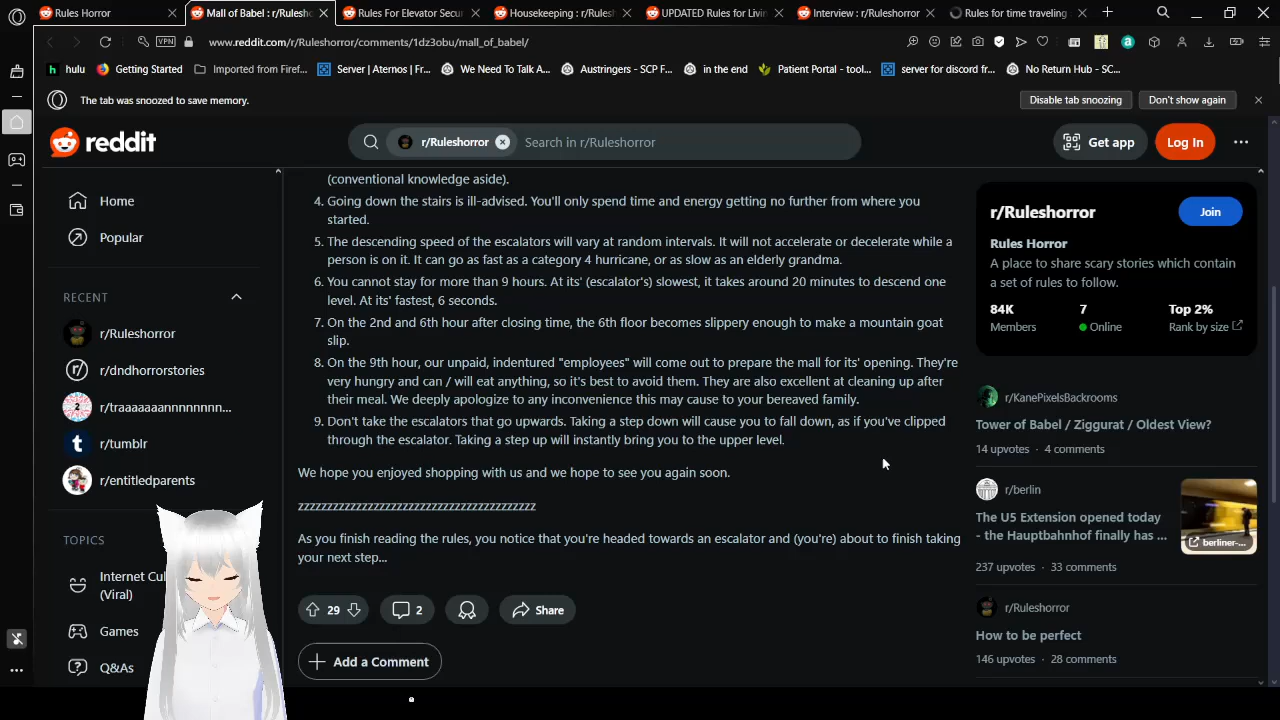 Rules Horror
Mall of Babel : r/Rulesh
Rules For Elevator Secu
Housekeeping : r/Rules
UPDATED Rules for Livin
Interview : r/Ruleshorror
Rules for time traveling
VPN
www.reddit.com/r/Ruleshorror/comments/1dz3obu/mall_of_babel/
hulu
Getting Started
Imported from Firef...
Server | Aternos | Fr...
We Need To Talk A...
Austringers - SCP F...
in the end
Patient Portal - tool...
server for discord fr...
No Return Hub - SC...
The tab was snoozed to save memory.
Disable tab snoozing
Don't show again
reddit
r/Ruleshorror
Search in r/Ruleshorror
Get app
Log In
Home
Popular
RECENT
r/Ruleshorror
r/dndhorrorstories
r/traaaaaaannnnnnnn...
r/tumblr
r/entitledparents
TOPICS
Internet Cul
(Viral)
Games
Q&As
(conventional knowledge aside).
4. Going down the stairs is ill-advised. You'll only spend time and energy getting no further from where you
started.
5. The descending speed of the escalators will vary at random intervals. It will not accelerate or decelerate while a
person is on it. It can go as fast as a category 4 hurricane, or as slow as an elderly grandma.
6. You cannot stay for more than 9 hours. At its' (escalator's) slowest, it takes around 20 minutes to descend one
level. At its' fastest, 6 seconds.
7. On the 2nd and 6th hour after closing time, the 6th floor becomes slippery enough to make a mountain goat
slip.
8. On the 9th hour, our unpaid, indentured "employees" will come out to prepare the mall for its' opening. They're
very hungry and can / will eat anything, so it's best to avoid them. They are also excellent at cleaning up after
their meal. We deeply apologize to any inconvenience this may cause to your bereaved family.
9. Don't take the escalators that go upwards. Taking a step down will cause you to fall down, as if you've clipped
through the escalator. Taking a step up will instantly bring you to the upper level.
We hope you enjoyed shopping with us and we hope to see you again soon.
zzzzzzzzzzzzzzzzzzzzzzzzzzzzzzzzzzzzzzzzz
As you finish reading the rules, you notice that you're headed towards an escalator and (you're) about to finish taking
your next step...
29
2
Share
Add a Comment
r/Ruleshorror
Join
Rules Horror
A place to share scary stories which contain
a set of rules to follow.
84K
7
Top 2%
Members
Online
Rank by size
r/KanePixelsBackrooms
Tower of Babel / Ziggurat / Oldest View?
14 upvotes · 4 comments
r/berlin
The U5 Extension opened today
- the Hauptbahnhof finally has ...
berliner-...
237 upvotes · 33 comments
r/Ruleshorror
How to be perfect
146 upvotes · 28 comments